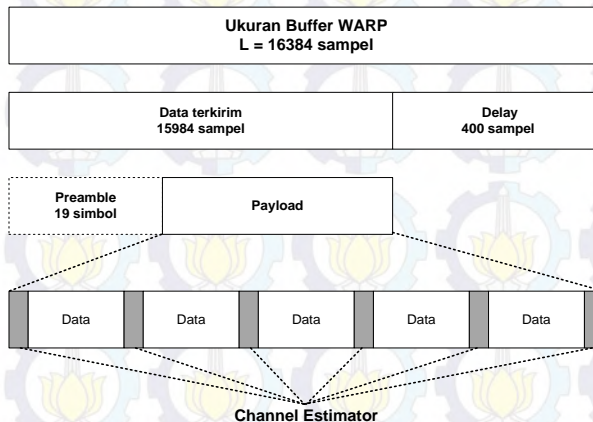 Ukuran Buffer WARP
L = 16384 sampel
Data terkirim
15984 sampel
Delay
400 sampel
Preamble
19 simbol
Payload
Data
Data
Data
Data
Data
Channel Estimator